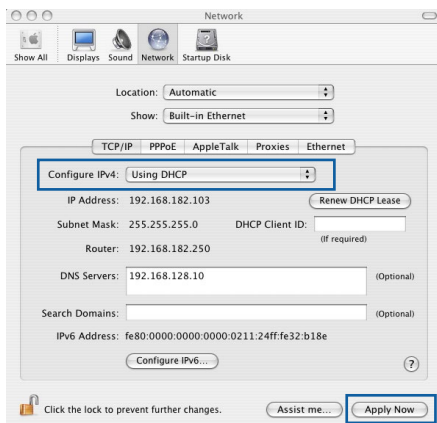 Network
Show All Displays Sound Network Startup Disk
Location: Automatic
Show: Built-in Ethernet
TCP/IP PPPoE AppleTalk Proxies Ethernet
Configure IPv4: Using DHCP
IP Address: 192.168.182.103 Renew DHCP Lease
Subnet Mask: 255.255.255.0 DHCP Client ID:
(If required)
Router: 192.168.182.250
DNS Servers: 192.168.128.10 (Optional)
Search Domains: (Optional)
IPv6 Address: fe80:0000:0000:0000:0211:24ff:fe32:b18e
Configure IPv6... ?
Click the lock to prevent further changes. Assist me... Apply Now